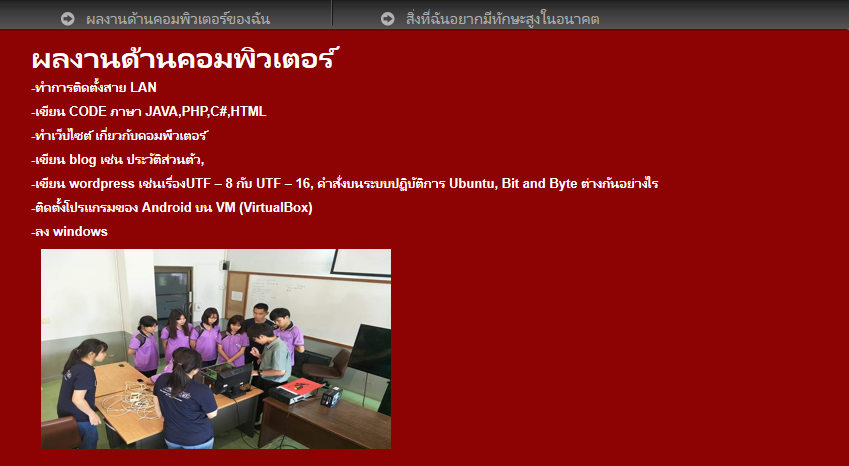 ผลงานด้านคอมพิวเตอร์ของฉัน
สิ่งที่ฉันอยากมีทักษะสูงในอนาคต
ผลงานด้านคอมพิวเตอร์
-ทำการติดตั้งสาย LAN
-เขียน CODE ภาษา JAVA,PHP,C#,HTML
-ทำเว็บไซต์ เกี่ยวกับคอมพืวเตอร์
-เขียน blog เช่น ประวัติส่วนตัว,
-เขียน wordpress เช่นเรื่องUTF – 8 กับ UTF – 16, คำสั่งบนระบบปฏิบัติการ Ubuntu, Bit and Byte ต่างกันอย่างไร
-ติดตั้งโปรแกรมของ Android บน VM (VirtualBox)
-ลง windows